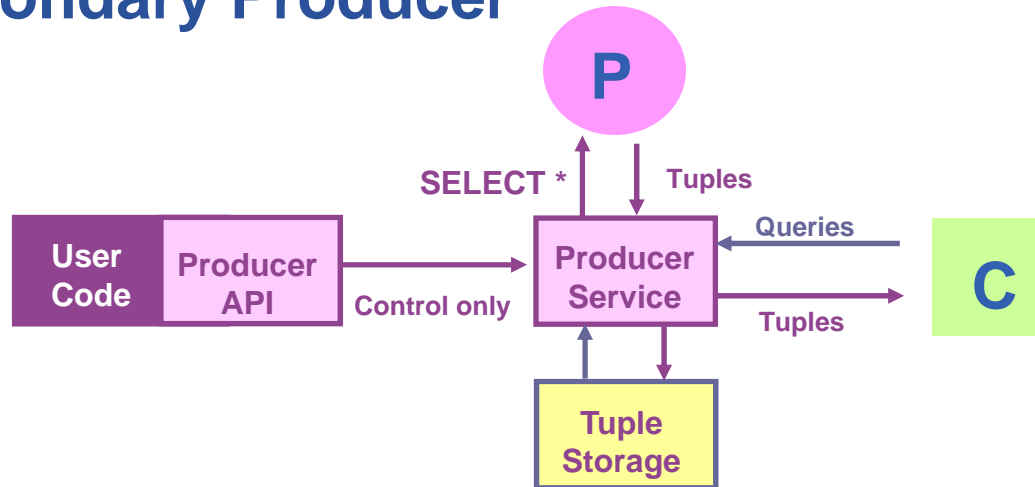 ondary Producer
P
SELECT *
Tuples
Queries
User
Code
Producer
API
Control only
Producer
Service
C
Tuples
Tuple
Storage